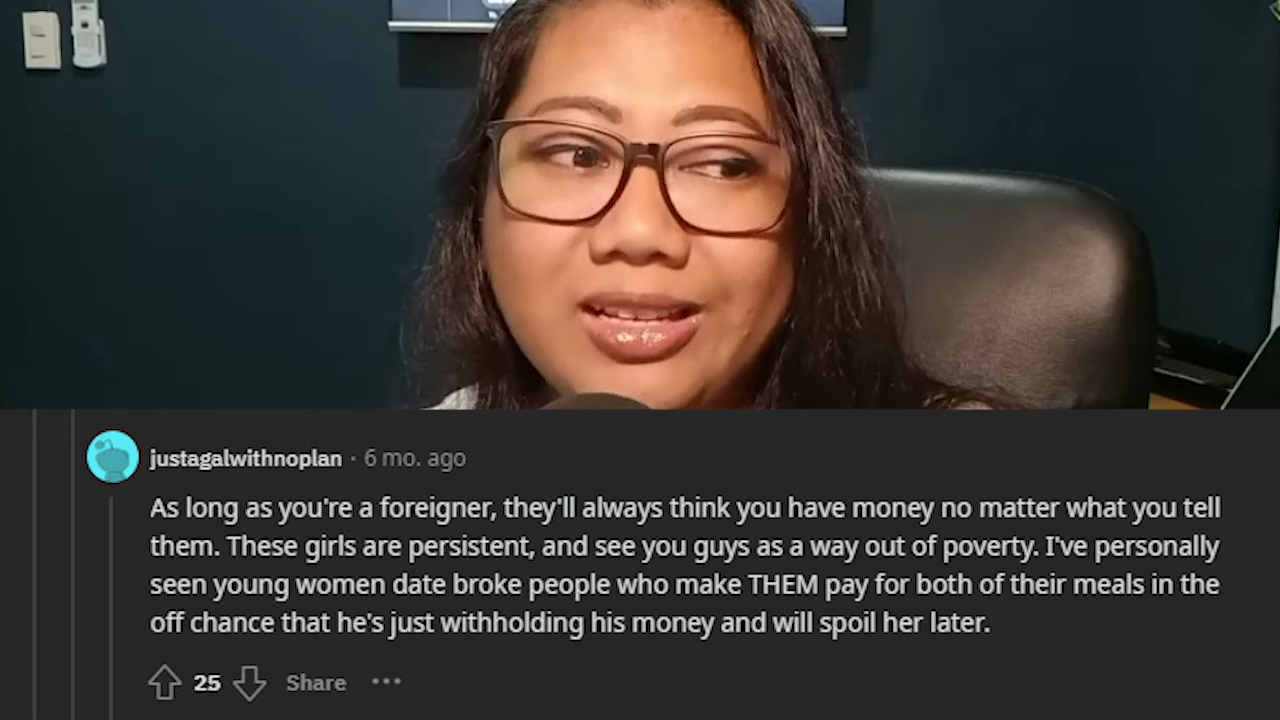 justagalwithnoplan · 6 mo. ago
As long as you're a foreigner, they'll always think you have money no matter what you tell
them. These girls are persistent, and see you guys as a way out of poverty. I've personally
seen young women date broke people who make THEM pay for both of their meals in the
off chance that he's just withholding his money and will spoil her later.
25 Share ···